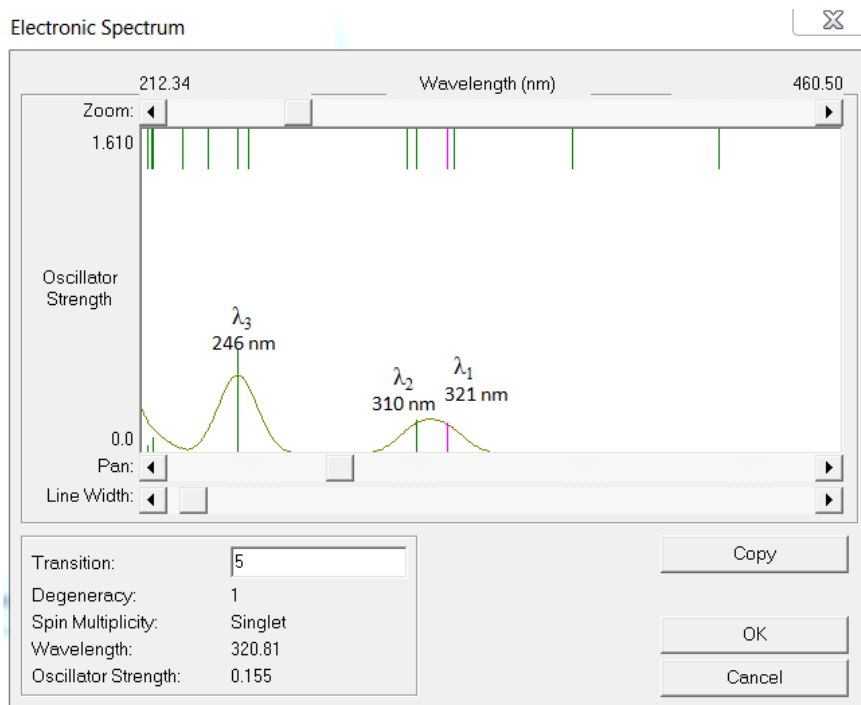 Electronic Spectrum
212.34 Wavelength (nm) 460.50
Zoom:
1.610
Oscillator
Strength
λ₃
246 nm
λ₂
310 nm
λ₁
321 nm
0.0
Pan:
Line Width:
Transition: 5
Degeneracy: 1
Spin Multiplicity: Singlet
Wavelength: 320.81
Oscillator Strength: 0.155
Copy
OK
Cancel